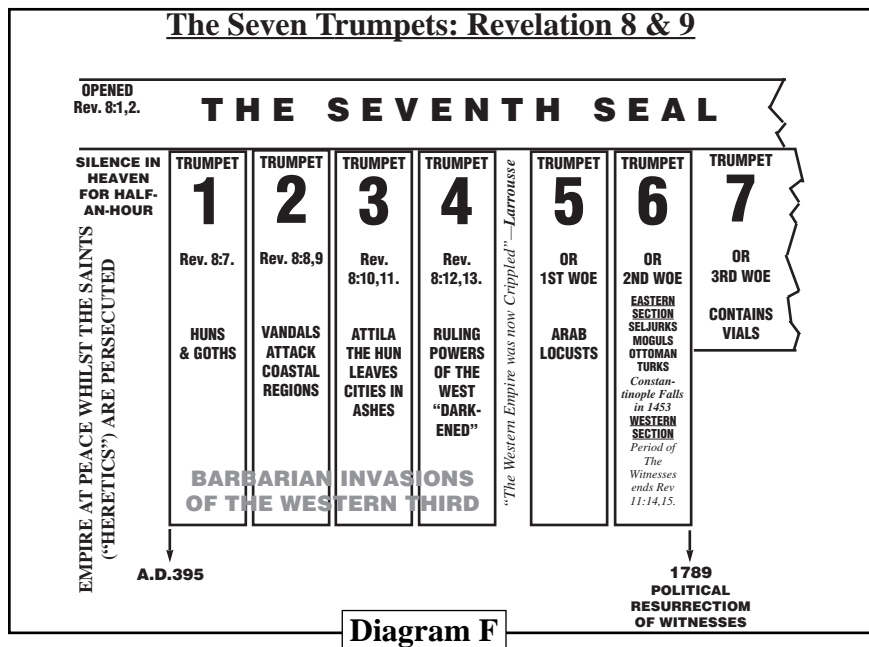 The Seven Trumpets: Revelation 8 & 9
OPENED
Rev. 8:1,2.
THE SEVENTH SEAL
SILENCE IN
HEAVEN
FOR HALF-
AN-HOUR
EMPIRE AT PEACE WHILST THE SAINTS
("HERETICS") ARE PERSECUTED
TRUMPET
1
Rev. 8:7.
HUNS
& GOTHS
TRUMPET
2
Rev. 8:8,9
VANDALS
ATTACK
COASTAL
REGIONS
TRUMPET
3
Rev.
8:10,11.
ATTILA
THE HUN
LEAVES
CITIES IN
ASHES
TRUMPET
4
Rev.
8:12,13.
RULING
POWERS
OF THE
WEST
"DARK-
ENED"
BARBARIAN INVASIONS
OF THE WESTERN THIRD
"The Western Empire was now Crippled"—Larrousse
TRUMPET
5
OR
1ST WOE
ARAB
LOCUSTS
TRUMPET
6
OR
2ND WOE
EASTERN
SECTION
SELJURKS
MOGULS
OTTOMAN
TURKS
Constan-
tinople Falls
in 1453
WESTERN
SECTION
Period of
The
Witnesses
ends Rev
11:14,15.
TRUMPET
7
OR
3RD WOE
CONTAINS
VIALS
A.D.395
1789
POLITICAL
RESURRECTIOM
OF WITNESSES
Diagram F